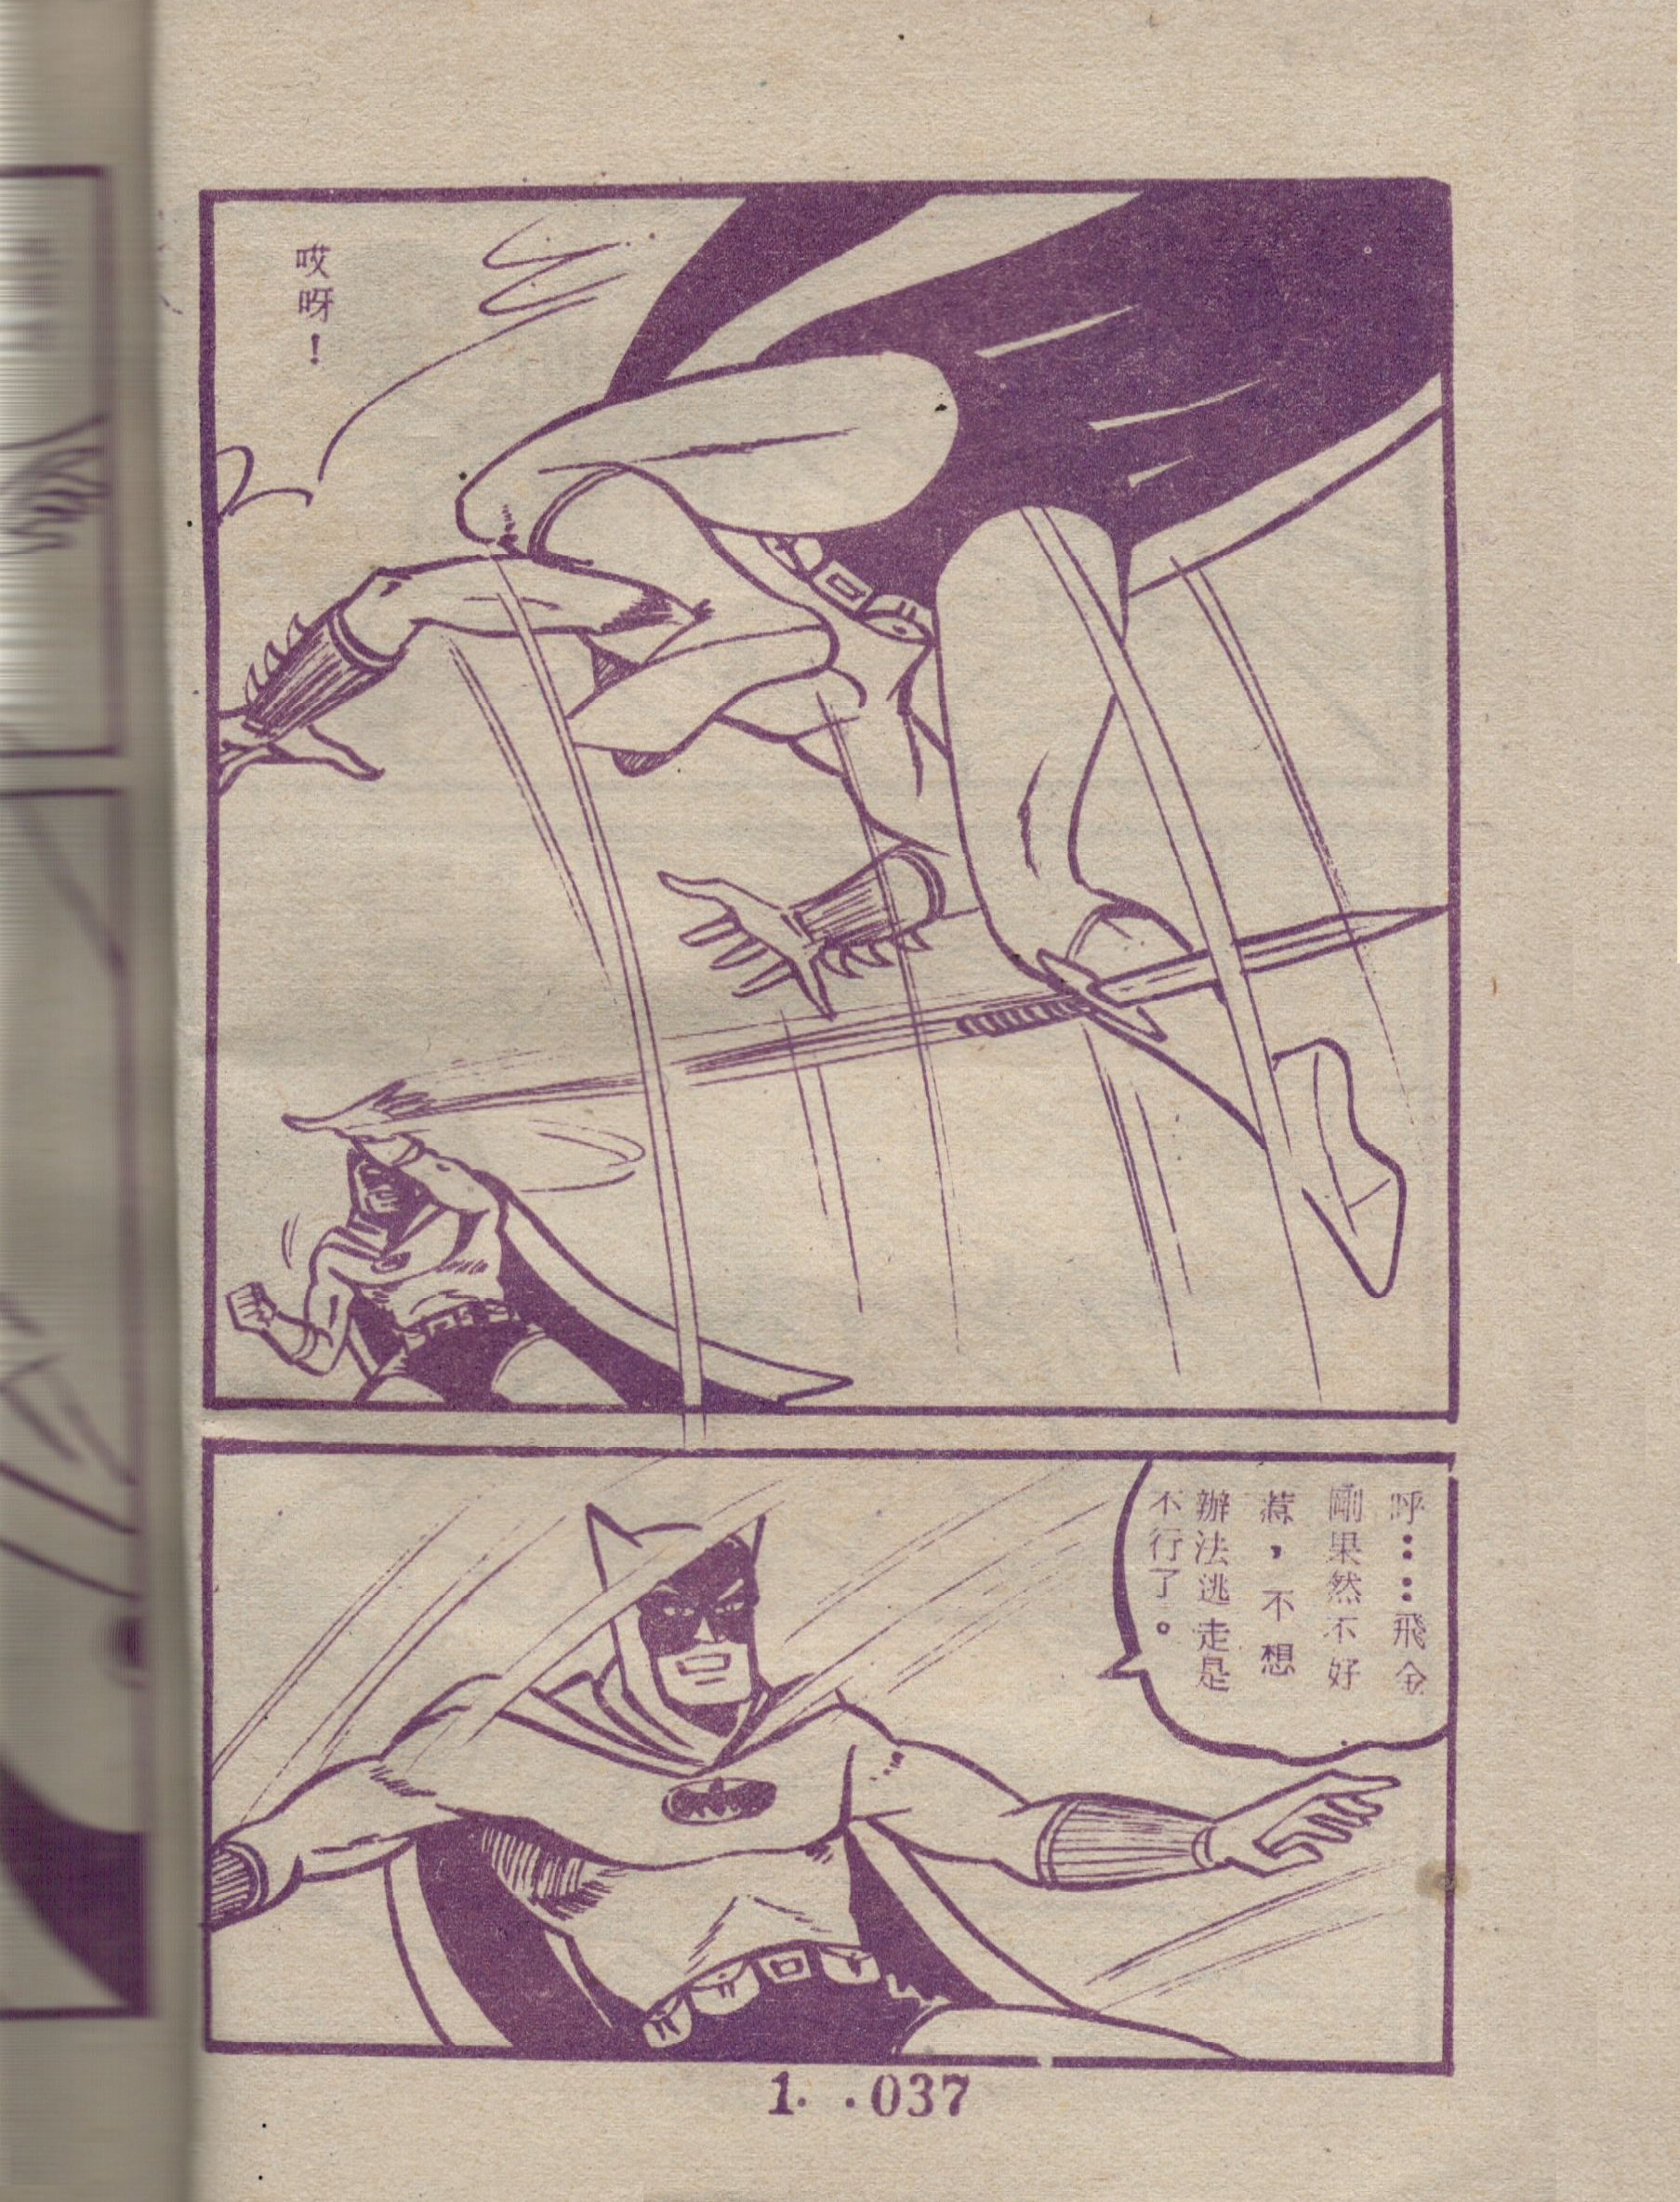 哎呀！
呼……飛金
剛果然不好
惹，不想
辦法逃走是
不行了。
1. .037